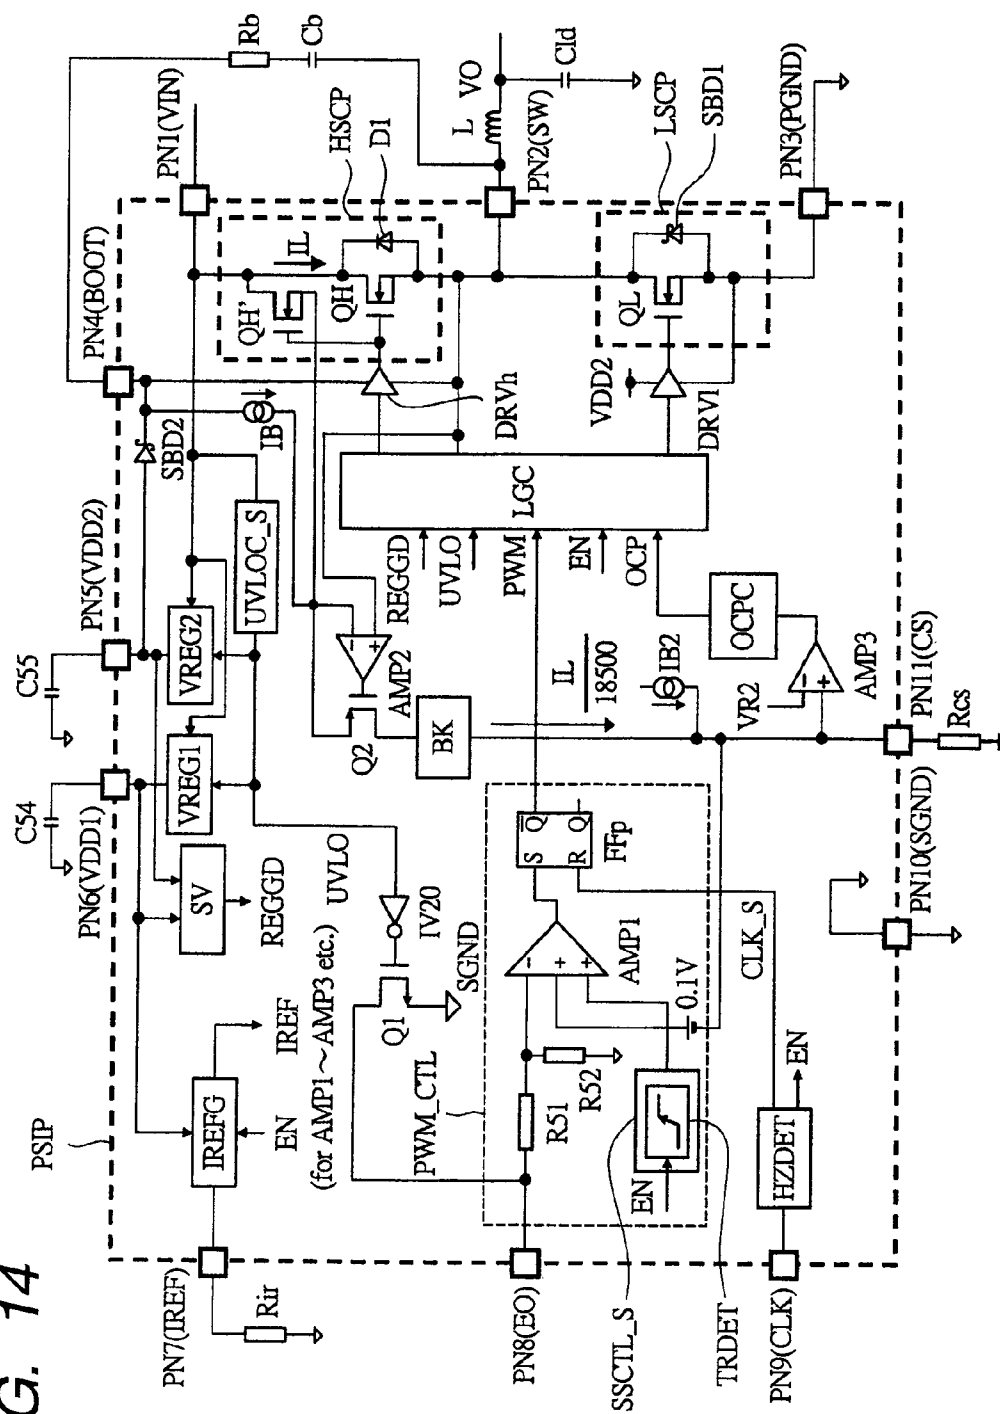 G. 14
PSIP
PN7(IREF)
Rir
IREFG
IREF
EN
PN6(VDD1)
C54
PN5(VDD2)
C55
PN4(BOOT)
PN1(VIN)
Rb
Cb
SV
REGGD
VREG1
VREG2
UVLOC_S
SBD2
IB
QH'
IL
QH
HSCP
D1
DRVh
L
VO
PN2(SW)
Cld
(for AMP1~AMP3 etc.)
UVLO
IV20
Q1
SGND
Q2
AMP2
BK
REGGD
UVLO
PWM
EN
OCP
LGC
VDD2
DRVl
QL
LSCP
SBD1
PN3(PGND)
IL
18500
IB2
OCPC
VR2
AMP3
PWM_CTL
PN8(EO)
R51
R52
AMP1
S
R
Q
Q
FFp
0.1V
EN
SSCTL_S
TRDET
CLK_S
PN9(CLK)
HZDET
EN
PN10(SGND)
PN11(CS)
Rcs